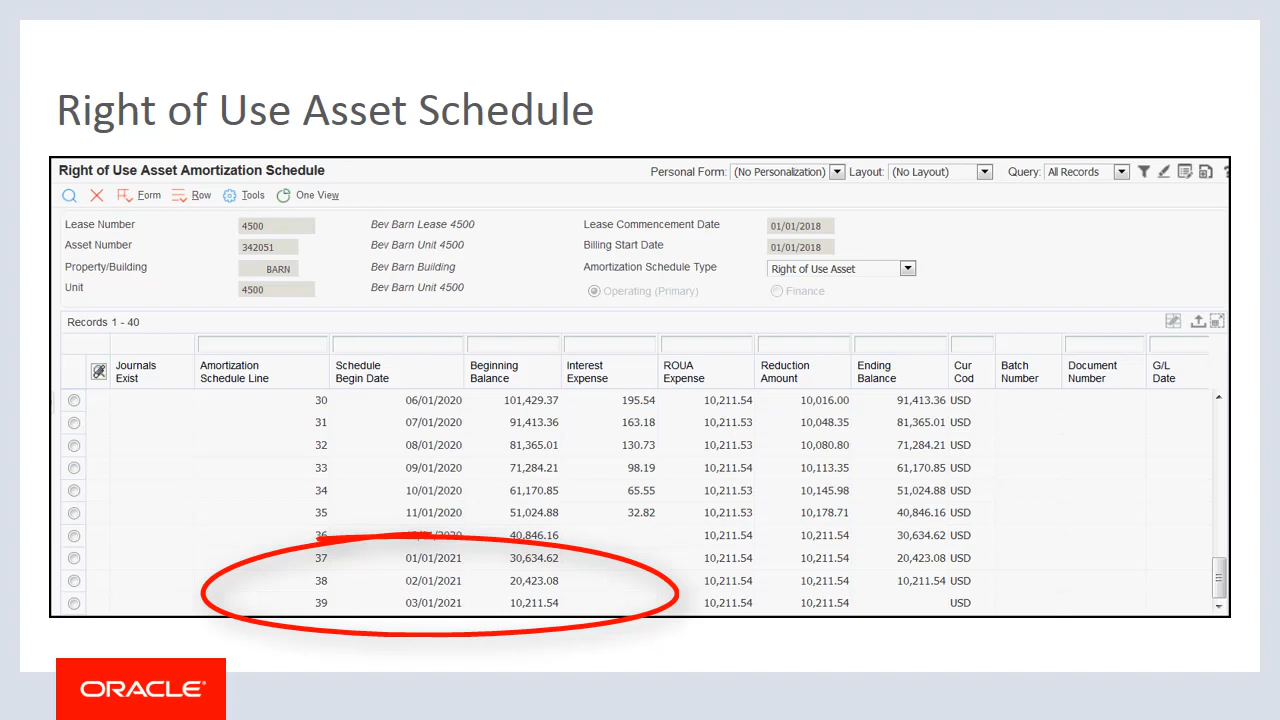 Right of Use Asset Schedule
Right of Use Asset Amortization Schedule Personal Form: (No Personalization) Layout: (No Layout) Query: All Records
Form Row Tools One View
Lease Number 4500 Bev Barn Lease 4500 Lease Commencement Date 01/01/2018
Asset Number 342051 Bev Barn Unit 4500 Billing Start Date 01/01/2018
Property/Building BARN Bev Barn Building Amortization Schedule Type Right of Use Asset
Unit 4500 Bev Barn Unit 4500 Operating (Primary) Finance
Records 1 - 40
Journals Amortization Schedule Beginning Interest ROUA Reduction Ending Cur Batch Document G/L
Exist Schedule Line Begin Date Balance Expense Expense Amount Balance Cod Number Number Date
30 06/01/2020 101,429.37 195.54 10,211.54 10,016.00 91,413.36 USD
31 07/01/2020 91,413.36 163.18 10,211.53 10,048.35 81,365.01 USD
32 08/01/2020 81,365.01 130.73 10,211.53 10,080.80 71,284.21 USD
33 09/01/2020 71,284.21 98.19 10,211.54 10,113.35 61,170.85 USD
34 10/01/2020 61,170.85 65.55 10,211.53 10,145.98 51,024.88 USD
35 11/01/2020 51,024.88 32.82 10,211.53 10,178.71 40,846.16 USD
36 40,846.16 10,211.54 10,211.54 30,634.62 USD
37 01/01/2021 30,634.62 10,211.54 10,211.54 20,423.08 USD
38 02/01/2021 20,423.08 10,211.54 10,211.54 10,211.54 USD
39 03/01/2021 10,211.54 10,211.54 10,211.54 USD
ORACLE